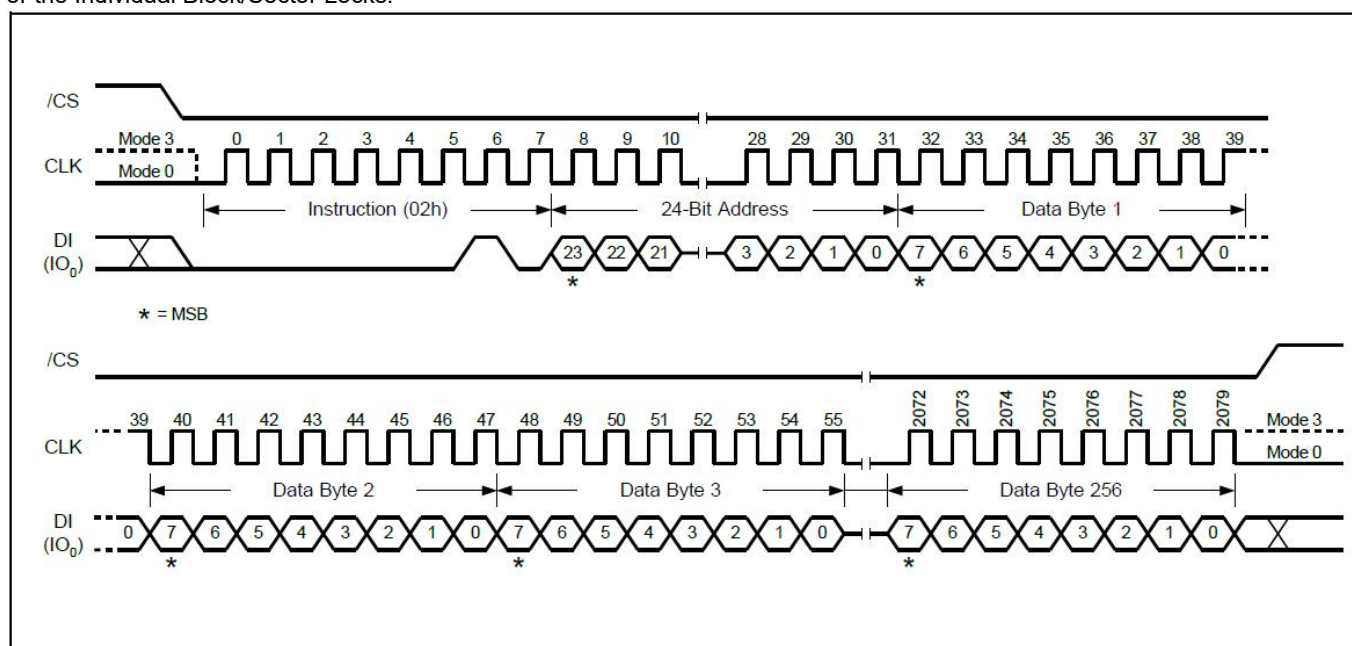 of the Individual Block/Sector Locks.
/CS
Mode 3 0 1 2 3 4 5 6 7 8 9 10 28 29 30 31 32 33 34 35 36 37 38 39
CLK Mode 0
Instruction (02h) 24-Bit Address Data Byte 1
DI
(IO0) 23 22 21 3 2 1 0 7 6 5 4 3 2 1 0
* *
* = MSB
/CS
39 40 41 42 43 44 45 46 47 48 49 50 51 52 53 54 55 2072 2073 2074 2075 2076 2077 2078 2079 Mode 3
CLK Mode 0
Data Byte 2 Data Byte 3 Data Byte 256
DI
(IO0) 0 7 6 5 4 3 2 1 0 7 6 5 4 3 2 1 0 7 6 5 4 3 2 1 0
* * *